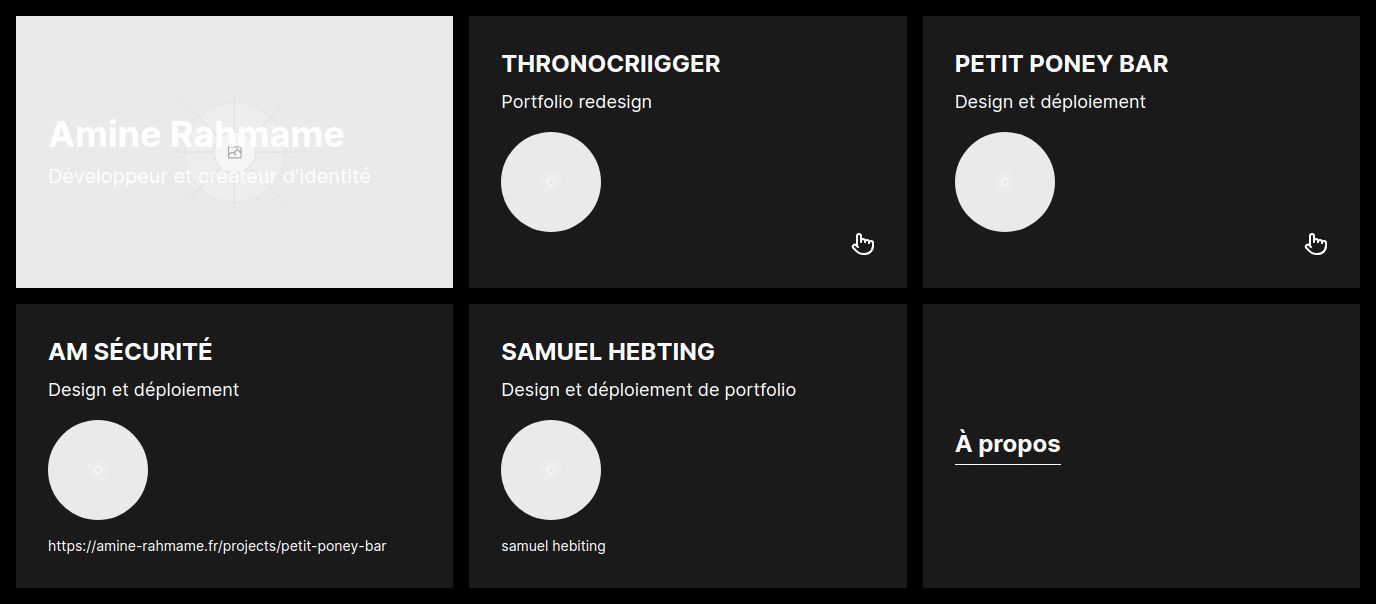 Amine Rahmame
Développeur et créateur d'identité
THRONOCRIIGGER
Portfolio redesign
PETIT PONEY BAR
Design et déploiement
AM SÉCURITÉ
Design et déploiement
https://amine-rahmame.fr/projects/petit-poney-bar
SAMUEL HEBTING
Design et déploiement de portfolio
samuel hebiting
À propos